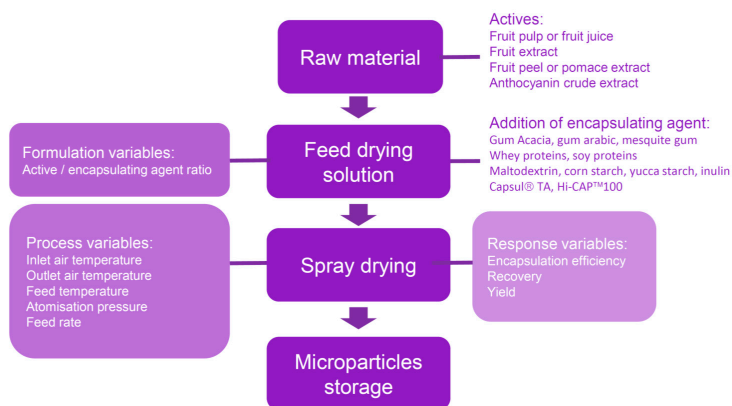 Raw material
Actives:
Fruit pulp or fruit juice
Fruit extract
Fruit peel or pomace extract
Anthocyanin crude extract
Formulation variables:
Active / encapsulating agent ratio
Feed drying
solution
Addition of encapsulating agent:
Gum Acacia, gum arabic, mesquite gum
Whey proteins, soy proteins
Maltodextrin, corn starch, yucca starch, inulin
Capsul® TA, Hi-CAP™100
Process variables:
Inlet air temperature
Outlet air temperature
Feed temperature
Atomisation pressure
Feed rate
Spray drying
Response variables:
Encapsulation efficiency
Recovery
Yield
Microparticles
storage